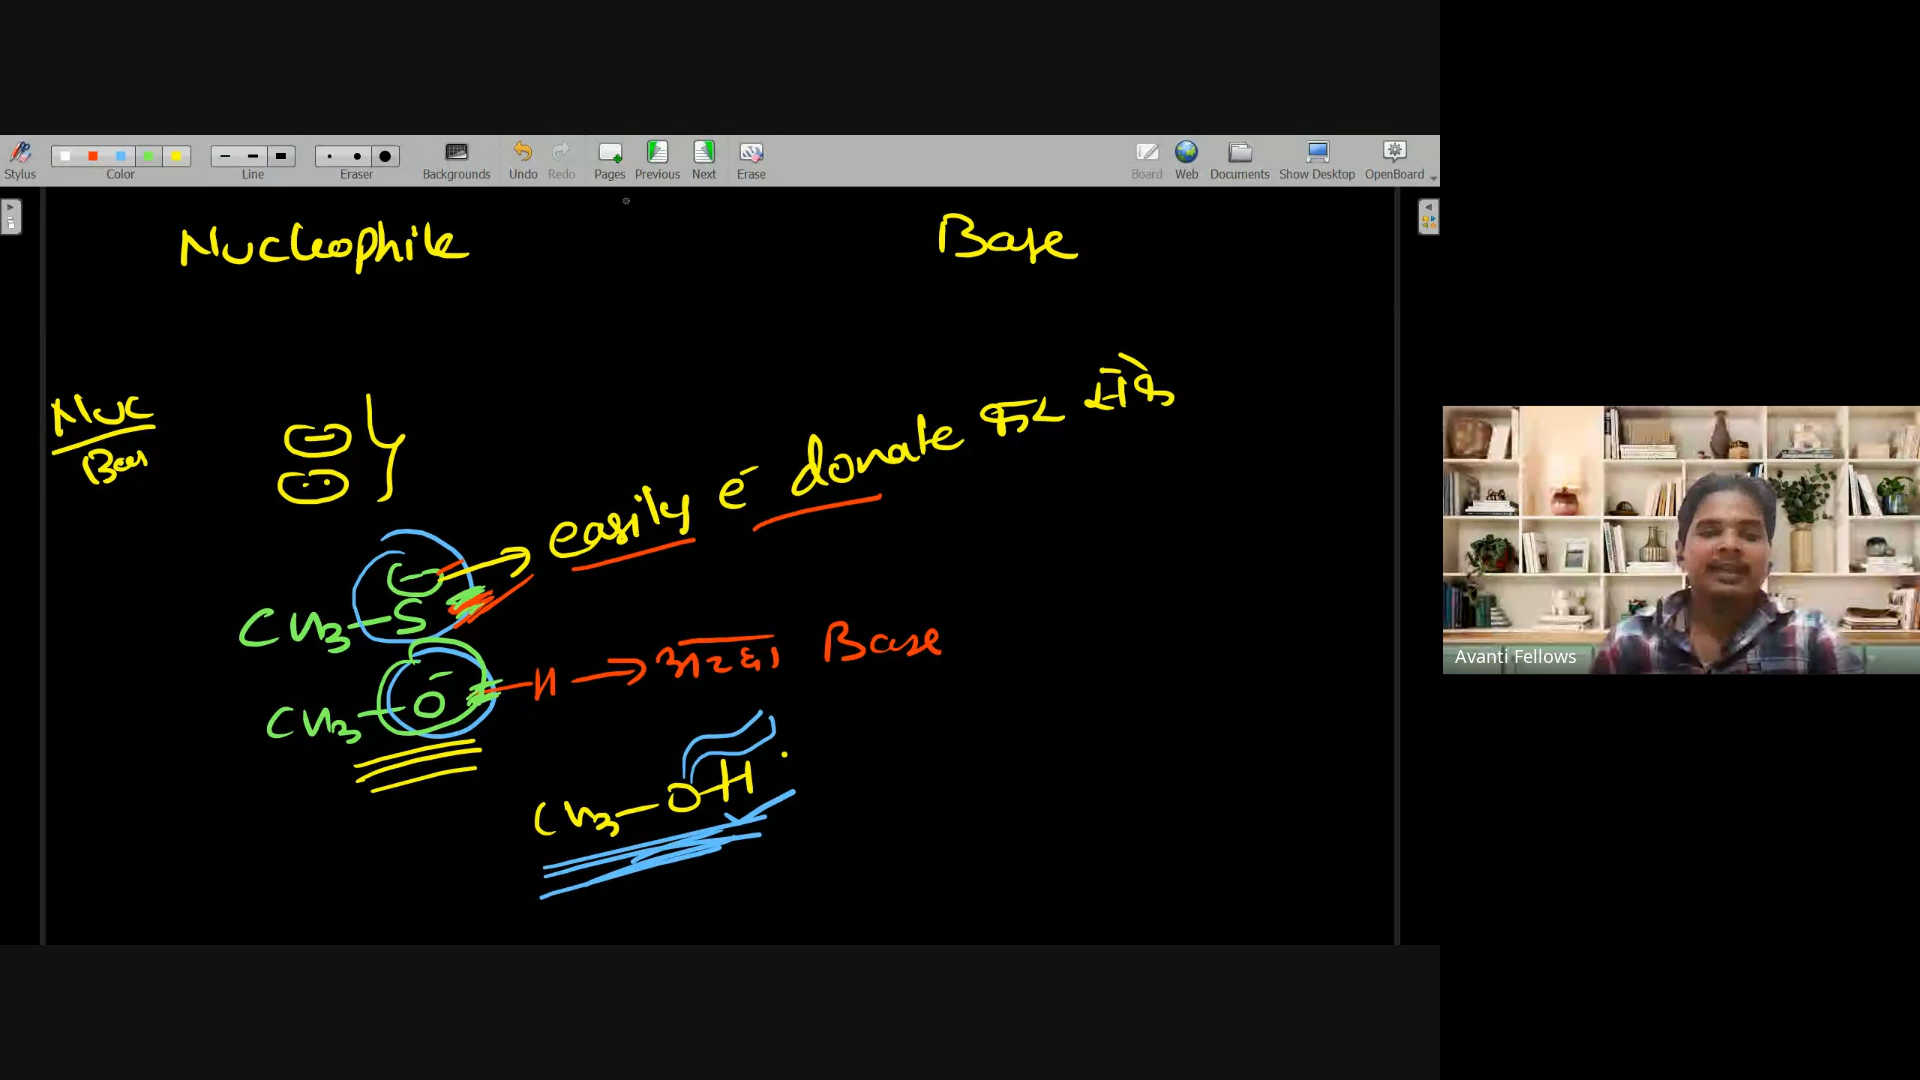 Stylus Color Line Eraser Backgrounds Undo Redo Pages Previous Next Erase Board Web Documents Show Desktop OpenBoard
Nucleophile Base
Nuc
easily e⁻ donate कर सके
CH3–S
CH3–O⁻ –H → अच्छा Base
CH3–OH
Avanti Fellows